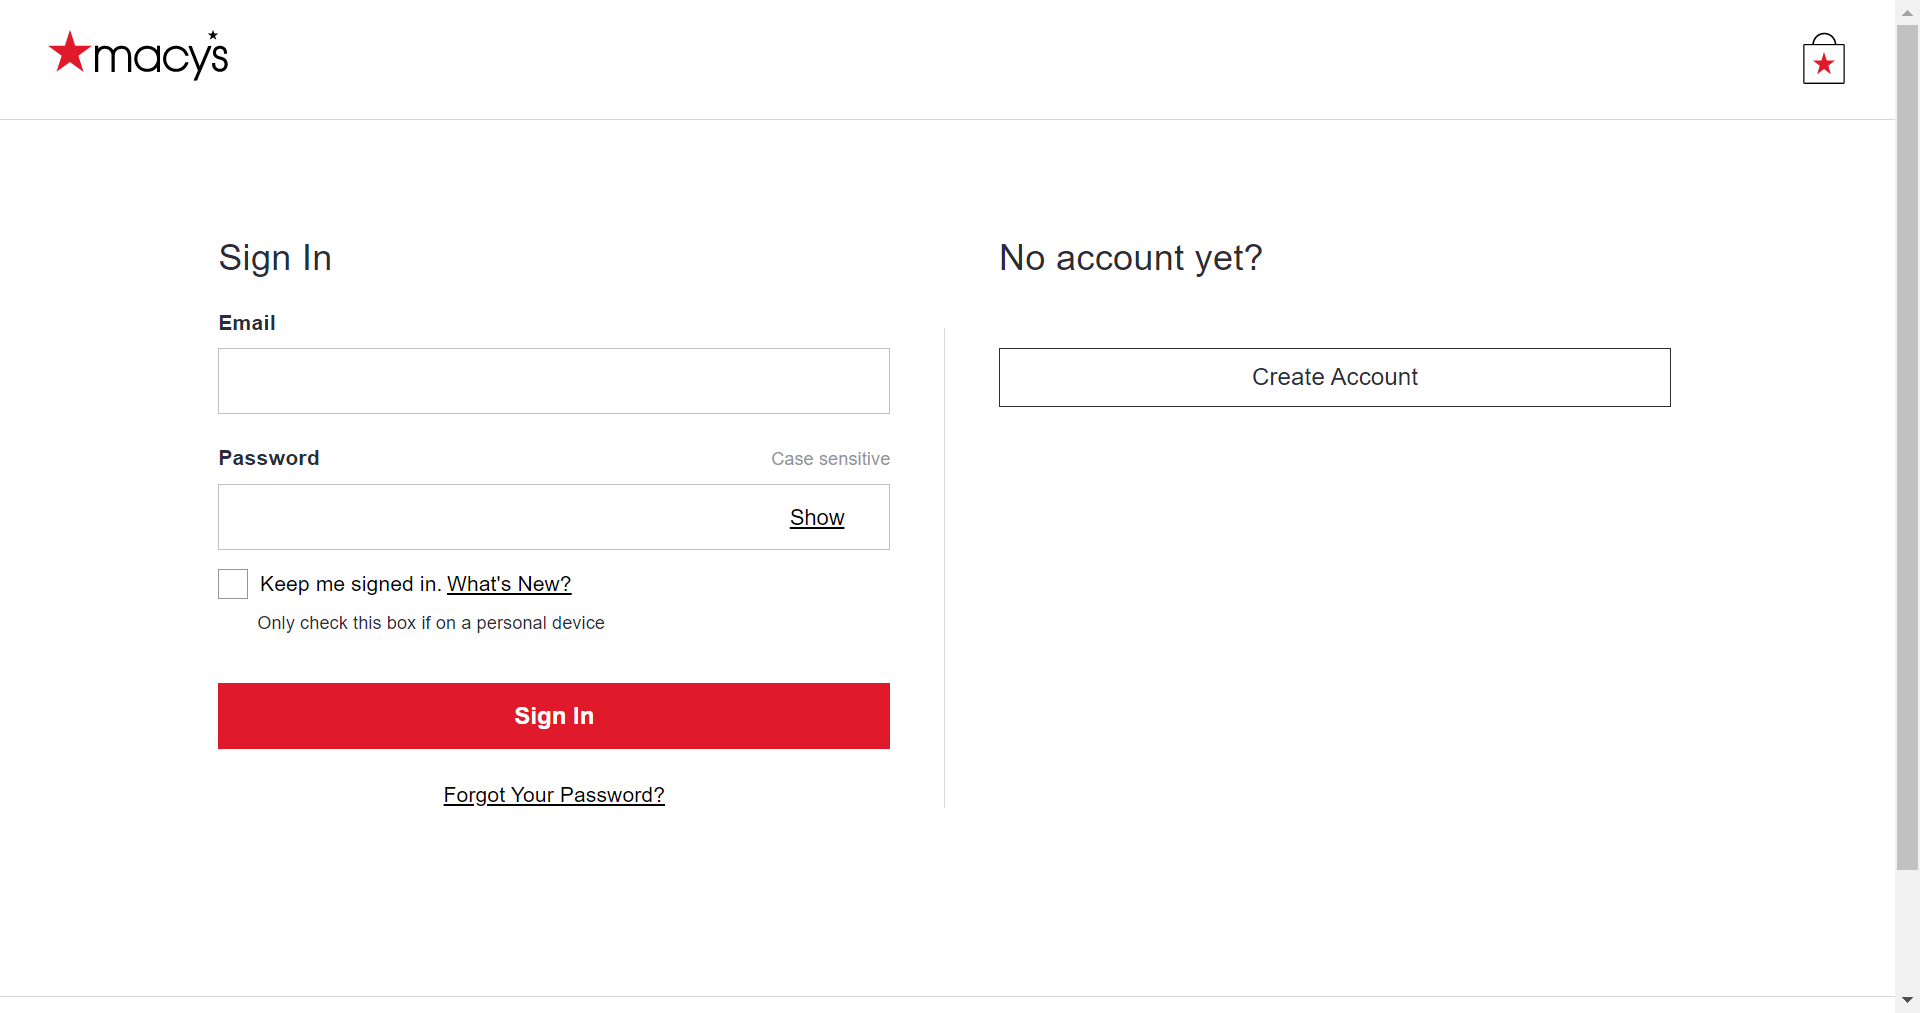 macy's
Sign In
Email
Password
Case sensitive
Show
Keep me signed in. What's New?
Only check this box if on a personal device
Sign In
Forgot Your Password?
No account yet?
Create Account